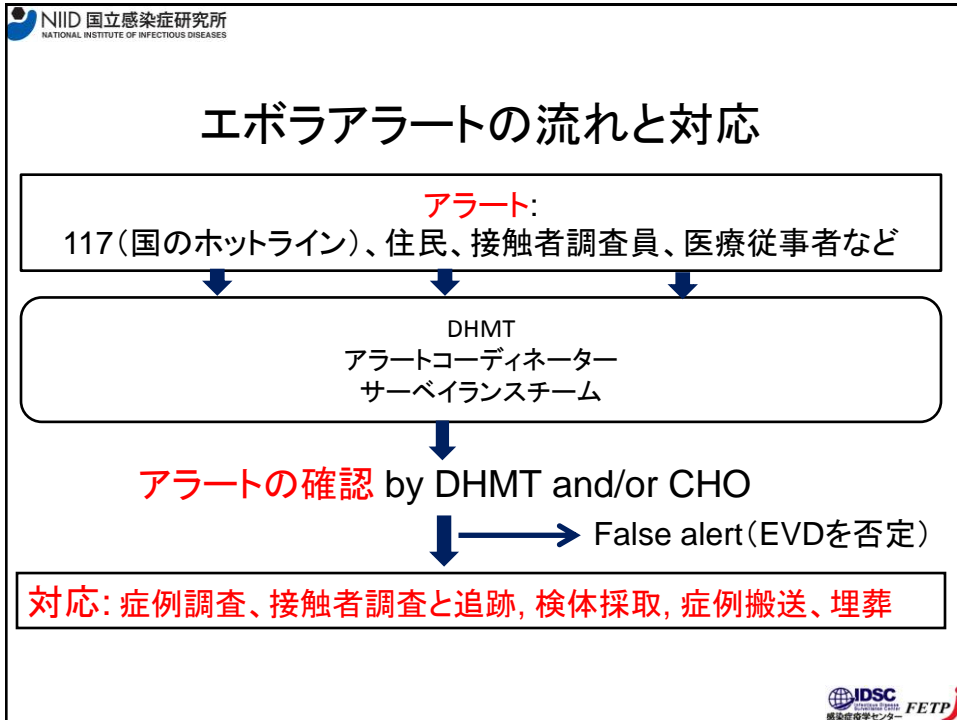 NIID 国立感染症研究所
NATIONAL INSTITUTE OF INFECTIOUS DISEASES
エボラアラートの流れと対応
アラート:
117(国のホットライン)、住民、接触者調査員、医療従事者など
DHMT
アラートコーディネーター
サーベイランスチーム
アラートの確認 by DHMT and/or CHO
False alert(EVDを否定)
対応: 症例調査、接触者調査と追跡, 検体採取, 症例搬送、埋葬
IDSC
Infectious Disease
Surveillance Center
感染症疫学センター
FETP